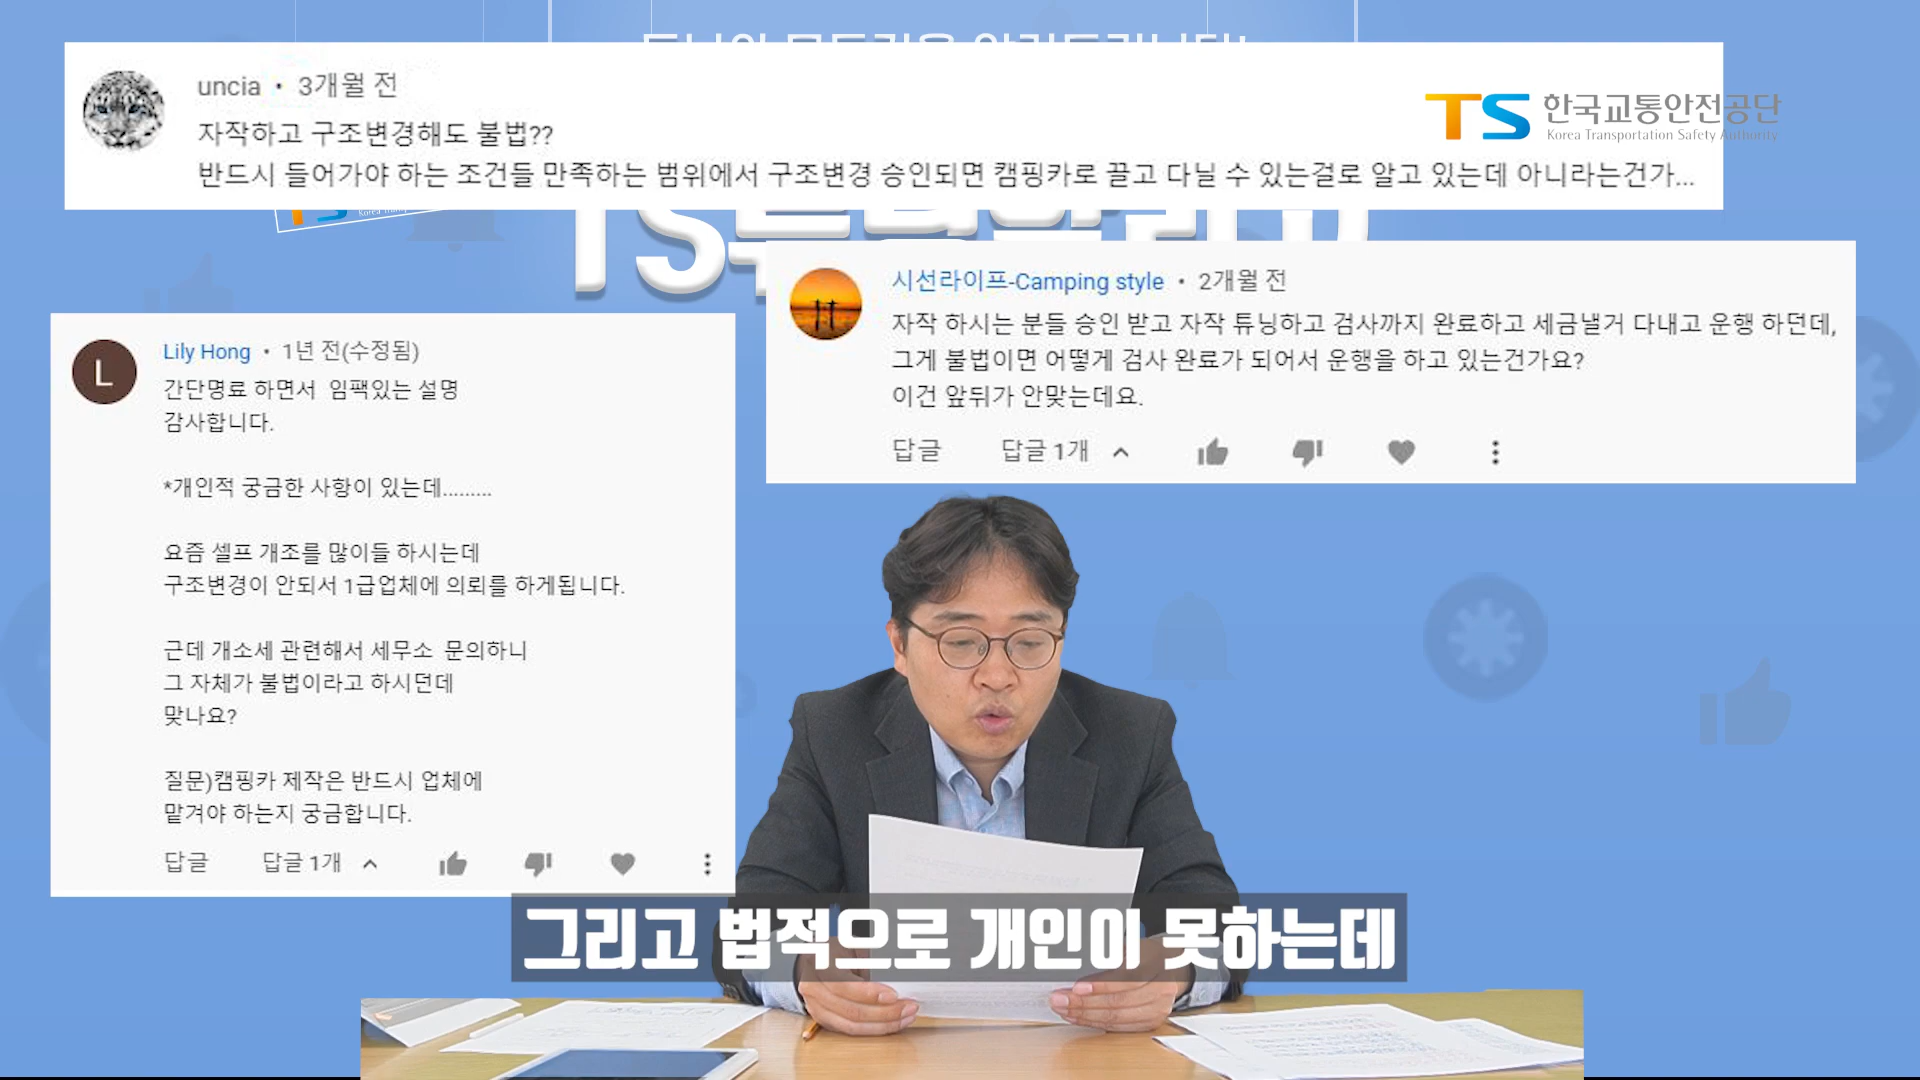 uncia • 3개월 전
자작하고 구조변경해도 불법??
반드시 들어가야 하는 조건들 만족하는 범위에서 구조변경 승인되면 캠핑카로 끌고 다닐 수 있는걸로 알고 있는데 아니라는건가...
TS 한국교통안전공단
Korea Transportation Safety Authority
시선라이프-Camping style • 2개월 전
자작 하시는 분들 승인 받고 자작 튜닝하고 검사까지 완료하고 세금낼거 다내고 운행 하던데,
그게 불법이면 어떻게 검사 완료가 되어서 운행을 하고 있는건가요?
이건 앞뒤가 안맞는데요.
답글 답글 1개
L
Lily Hong • 1년 전(수정됨)
간단명료 하면서 임팩있는 설명
감사합니다.
*개인적 궁금한 사항이 있는데.........
요즘 셀프 개조를 많이들 하시는데
구조변경이 안되서 1급업체에 의뢰를 하게됩니다.
근데 개소세 관련해서 세무소 문의하니
그 자체가 불법이라고 하시던데
맞나요?
질문)캠핑카 제작은 반드시 업체에
맡겨야 하는지 궁금합니다.
답글 답글 1개
그리고 법적으로 개인이 못하는데